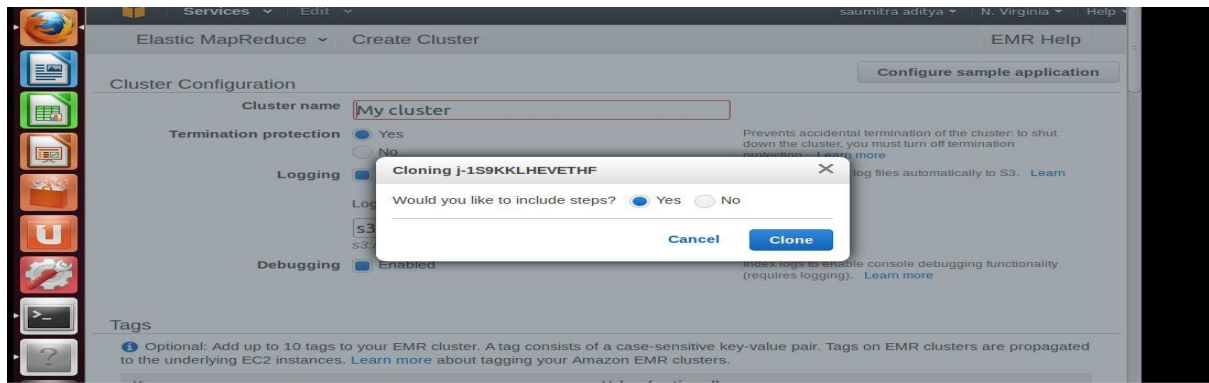 Services Edit saumitra aditya N. Virginia Help
Elastic MapReduce Create Cluster EMR Help
Configure sample application
Cluster Configuration
Cluster name My cluster
Termination protection Yes
No
Prevents accidental termination of the cluster: to shut
down the cluster, you must turn off termination
protection. Learn more
Logging
log files automatically to S3. Learn
Log
s3
s3:/
Cloning j-1S9KKLHEVETHF
Would you like to include steps? Yes No
Cancel Clone
Debugging Enabled
Index logs to enable console debugging functionality
(requires logging). Learn more
Tags
Optional: Add up to 10 tags to your EMR cluster. A tag consists of a case-sensitive key-value pair. Tags on EMR clusters are propagated
to the underlying EC2 instances. Learn more about tagging your Amazon EMR clusters.